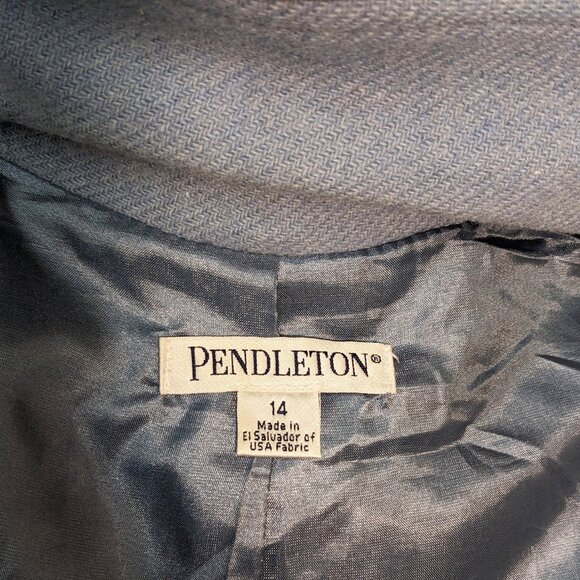 PENDLETON®
14
Made in
El Salvador of
USA Fabric